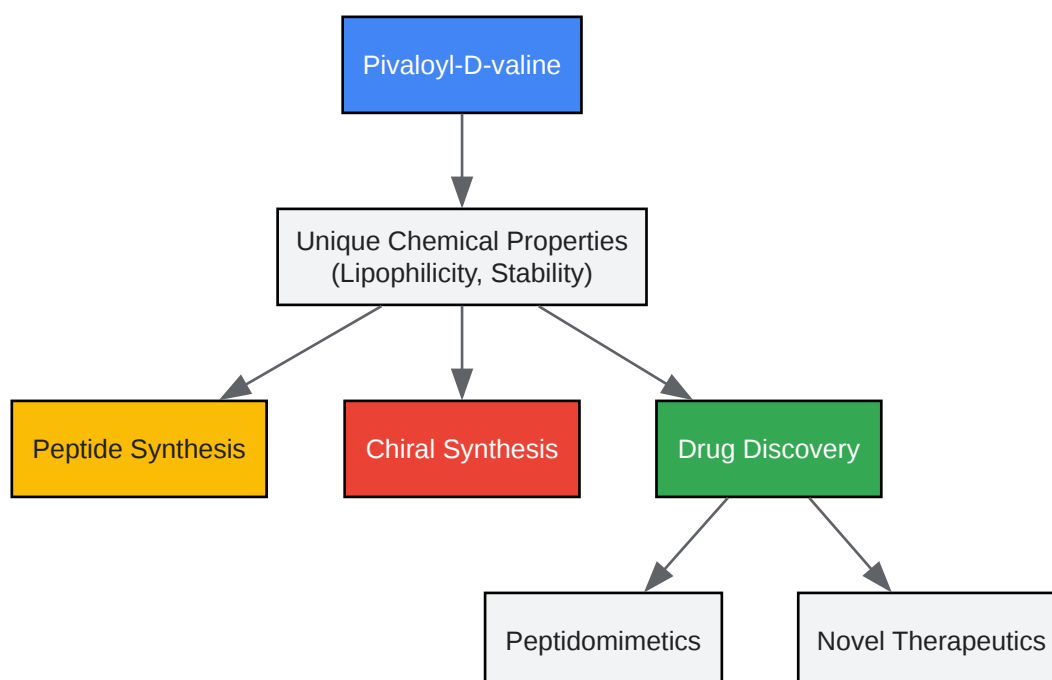 Pivaloyl-D-valine
Unique Chemical Properties
(Lipophilicity, Stability)
Peptide Synthesis
Chiral Synthesis
Drug Discovery
Peptidomimetics
Novel Therapeutics